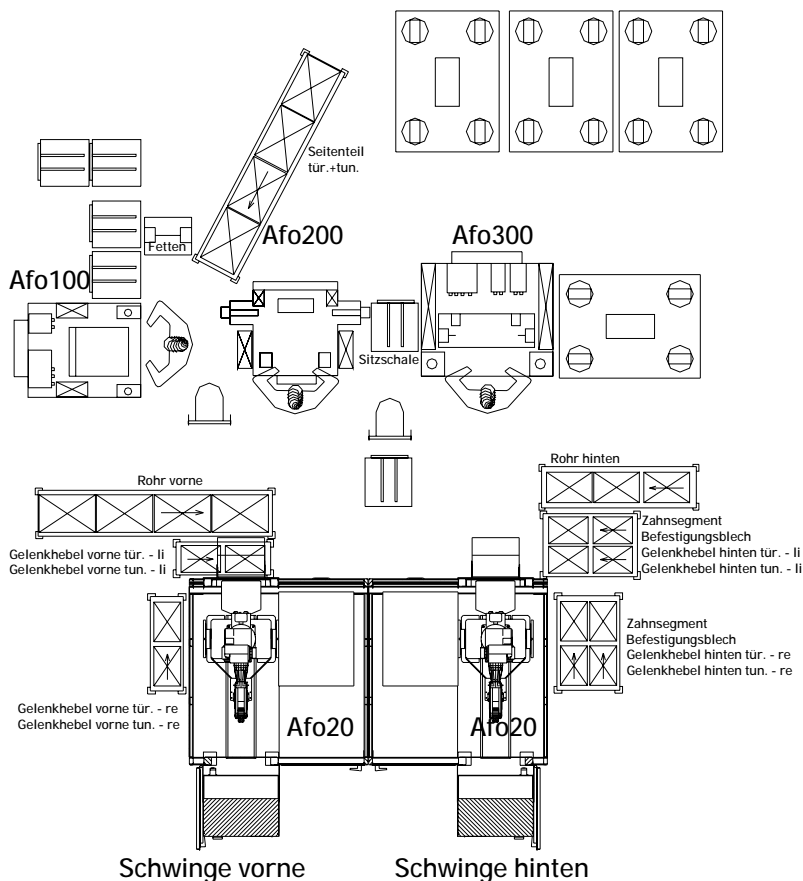 Seitenteil
tür.+tun.
Afo200
Afo300
Fetten
Afo100
Sitzschale
Rohr hinten
Rohr vorne
Zahnsegment
Befestigungsblech
Gelenkhebel hinten tür. - li
Gelenkhebel hinten tun. - li
Gelenkhebel vorne tür. - li
Gelenkhebel vorne tun. - li
Zahnsegment
Befestigungsblech
Gelenkhebel hinten tür. - re
Gelenkhebel hinten tun. - re
Gelenkhebel vorne tür. - re
Gelenkhebel vorne tun. - re
Afo20
Afo20
Schwinge vorne
Schwinge hinten